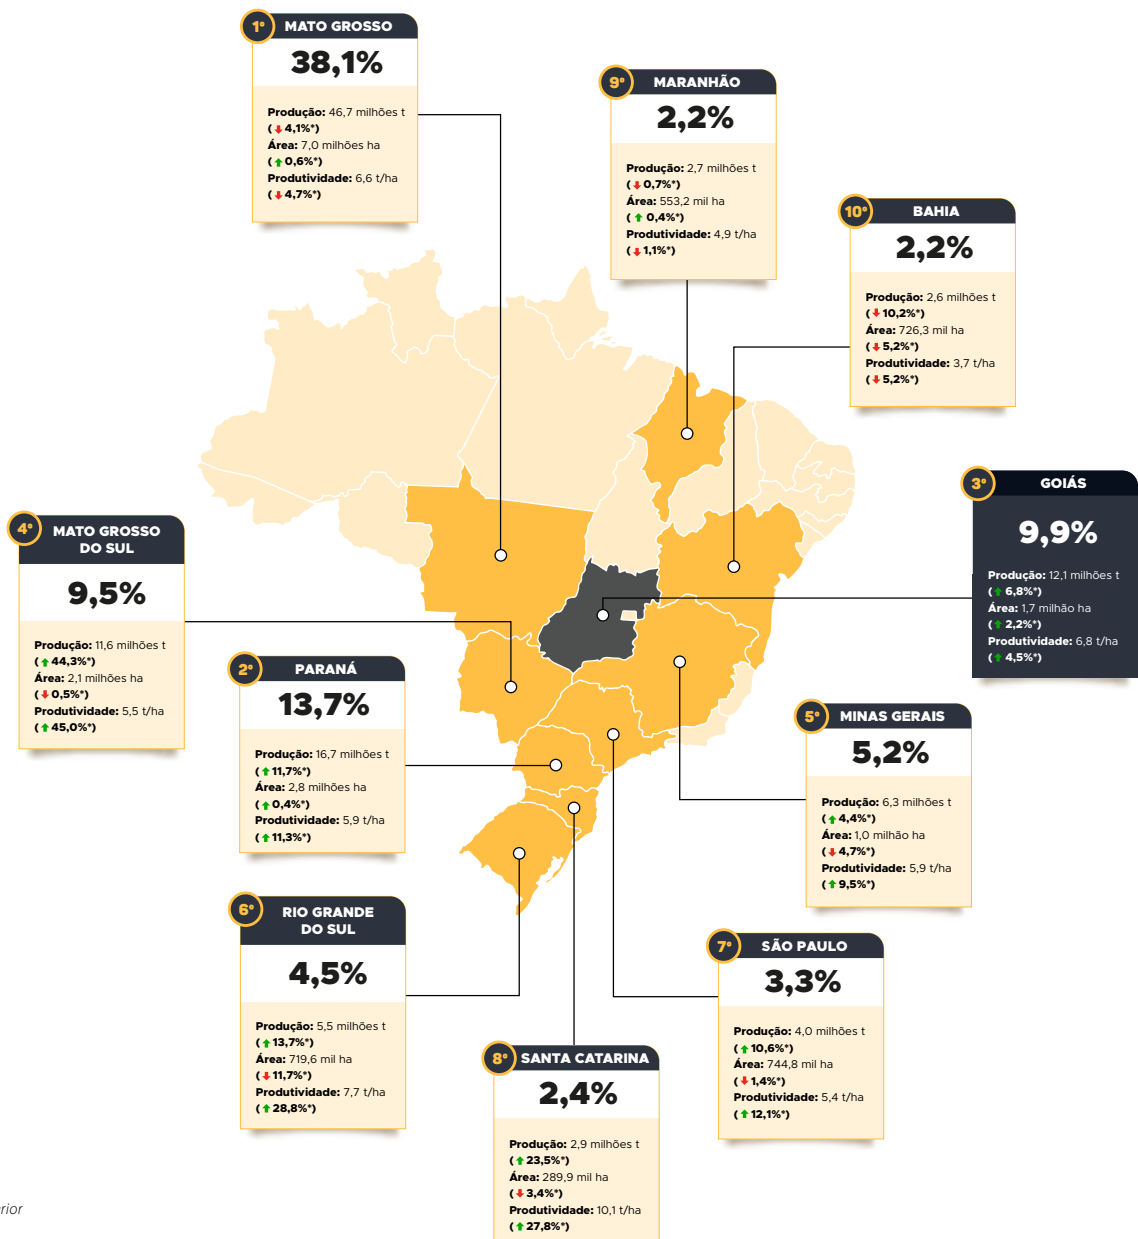 1º MATO GROSSO
38,1%
Produção: 46,7 milhões t
(4,1%*)
Área: 7,0 milhões ha
(0,6%*)
Produtividade: 6,6 t/ha
(4,7%*)
9º MARANHÃO
2,2%
Produção: 2,7 milhões t
(0,7%*)
Área: 553,2 mil ha
(0,4%*)
Produtividade: 4,9 t/ha
(1,1%*)
10º BAHIA
2,2%
Produção: 2,6 milhões t
(10,2%*)
Área: 726,3 mil ha
(5,2%*)
Produtividade: 3,7 t/ha
(5,2%*)
3º GOIÁS
9,9%
Produção: 12,1 milhões t
(6,8%*)
Área: 1,7 milhão ha
(2,2%*)
Produtividade: 6,8 t/ha
(4,5%*)
4º MATO GROSSO
DO SUL
9,5%
Produção: 11,6 milhões t
(44,3%*)
Área: 2,1 milhões ha
(0,5%*)
Produtividade: 5,5 t/ha
(45,0%*)
2º PARANÁ
13,7%
Produção: 16,7 milhões t
(11,7%*)
Área: 2,8 milhões ha
(0,4%*)
Produtividade: 5,9 t/ha
(11,3%*)
5º MINAS GERAIS
5,2%
Produção: 6,3 milhões t
(4,4%*)
Área: 1,0 milhão ha
(4,7%*)
Produtividade: 5,9 t/ha
(9,5%*)
6º RIO GRANDE
DO SUL
4,5%
Produção: 5,5 milhões t
(13,7%*)
Área: 719,6 mil ha
(11,7%*)
Produtividade: 7,7 t/ha
(28,8%*)
7º SÃO PAULO
3,3%
Produção: 4,0 milhões t
(10,6%*)
Área: 744,8 mil ha
(1,4%*)
Produtividade: 5,4 t/ha
(12,1%*)
8º SANTA CATARINA
2,4%
Produção: 2,9 milhões t
(23,5%*)
Área: 289,9 mil ha
(3,4%*)
Produtividade: 10,1 t/ha
(27,8%*)
rior